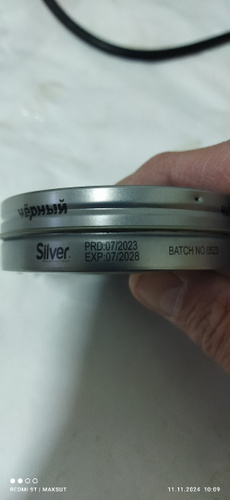 чёрный
Silver
PRD:07/2023
EXP:07/2028
BATCH NO
REDMI 9T / MAKSUT
11.11.2024 10:09